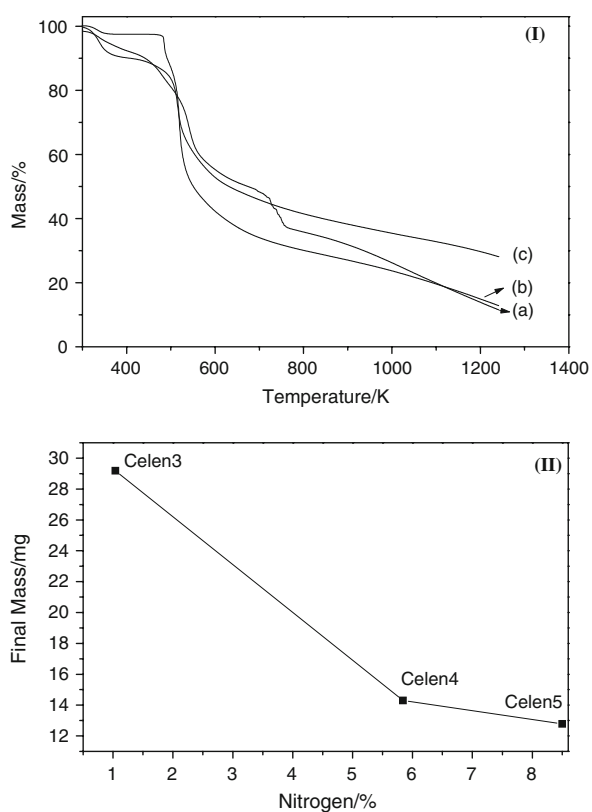 (I)
Mass/%
100
80
60
40
20
0
(c)
(b)
(a)
400 600 800 1000 1200 1400
Temperature/K
(II)
Final Mass/mg
30
28
26
24
22
20
18
16
14
12
Celen3
Celen4
Celen5
1 2 3 4 5 6 7 8
Nitrogen/%